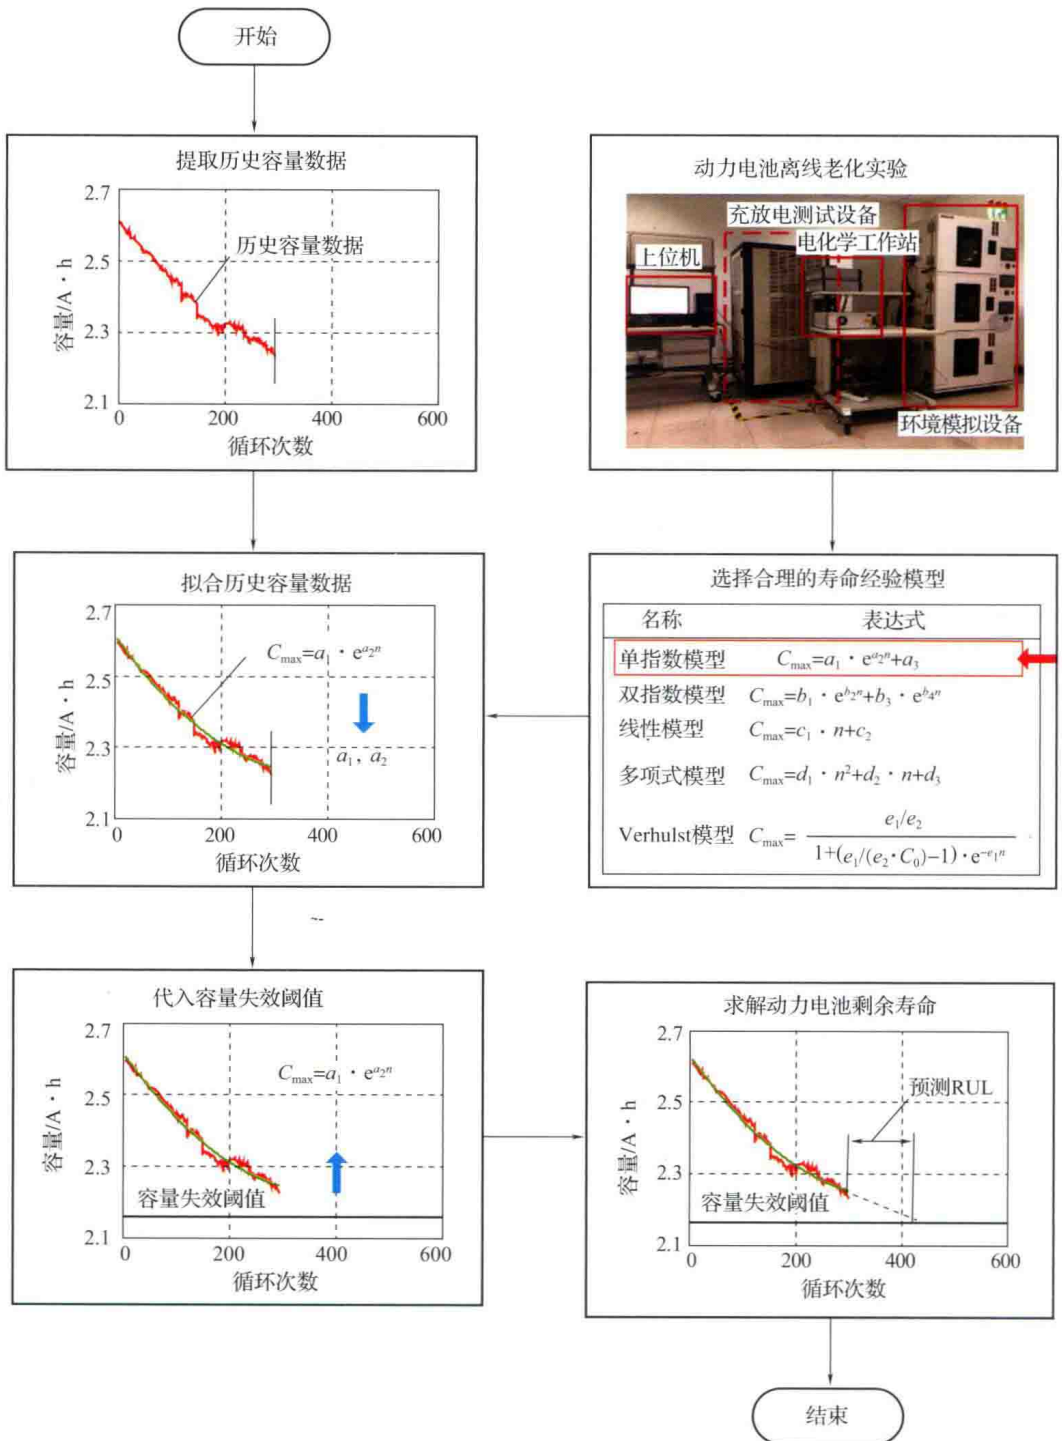 开始
提取历史容量数据
2.7
2.5
2.3
2.1
容量/A·h
历史容量数据
0
200
400
600
循环次数
动力电池离线老化实验
充放电测试设备
电化学工作站
上位机
环境模拟设备
拟合历史容量数据
2.7
2.5
2.3
2.1
容量/A·h
Cmax=a1·e^a2n
a1, a2
0
200
400
600
循环次数
选择合理的寿命经验模型
名称 表达式
单指数模型 Cmax=a1·e^a2n+a3
双指数模型 Cmax=b1·e^b2n+b3·e^b4n
线性模型 Cmax=c1·n+c2
多项式模型 Cmax=d1·n²+d2·n+d3
Verhulst模型 Cmax= e1/e2
1+(e1/(e2·C0)-1)·e^-e1n
代入容量失效阈值
2.7
2.5
2.3
2.1
容量/A·h
Cmax=a1·e^a2n
容量失效阈值
0
200
400
600
循环次数
求解动力电池剩余寿命
2.7
2.5
2.3
2.1
容量/A·h
预测RUL
容量失效阈值
0
200
400
600
循环次数
结束